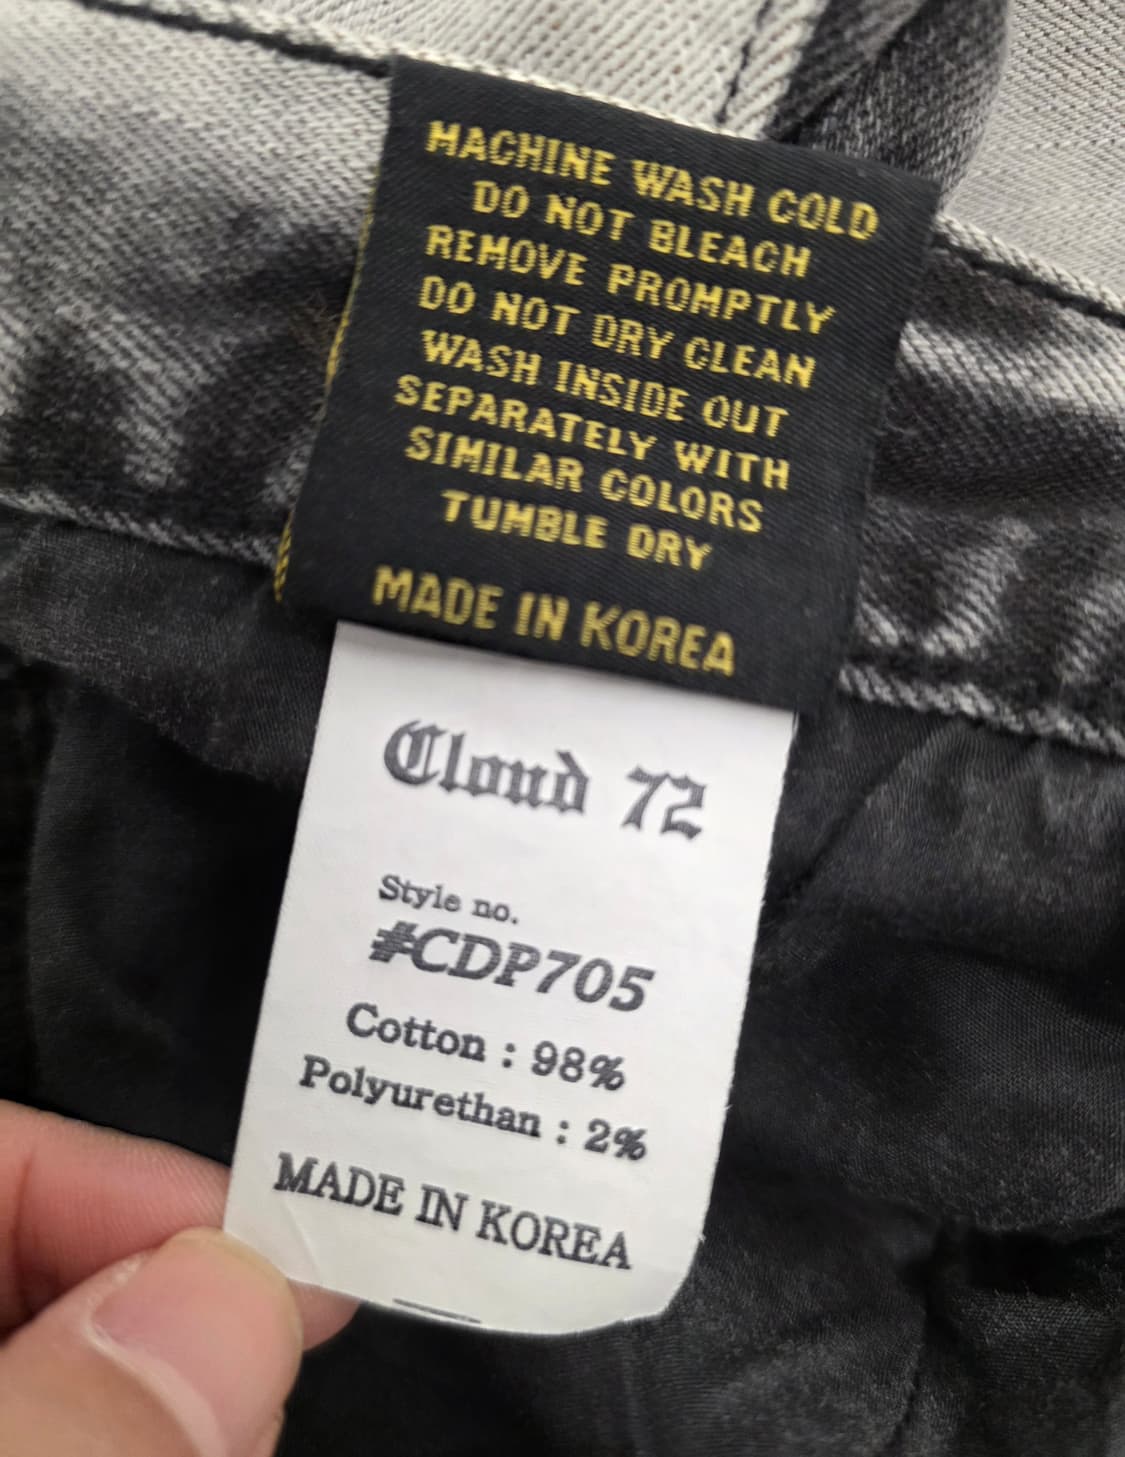 MACHINE WASH COLD
DO NOT BLEACH
REMOVE PROMPTLY
DO NOT DRY CLEAN
WASH INSIDE OUT
SEPARATELY WITH
SIMILAR COLORS
TUMBLE DRY
MADE IN KOREA
Cloud 72
Style no.
#CDP705
Cotton : 98%
Polyurethan : 2%
MADE IN KOREA